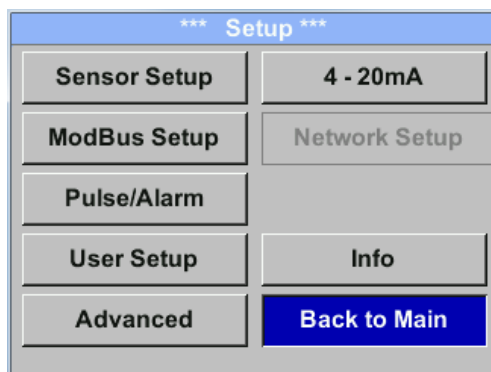 *** Setup ***
Sensor Setup
4 - 20mA
ModBus Setup
Network Setup
Pulse/Alarm
User Setup
Info
Advanced
Back to Main